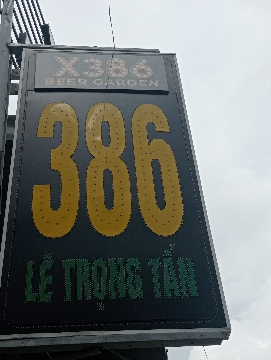 X386
BEER GARDEN
386
LÊ TRỌNG TẤN